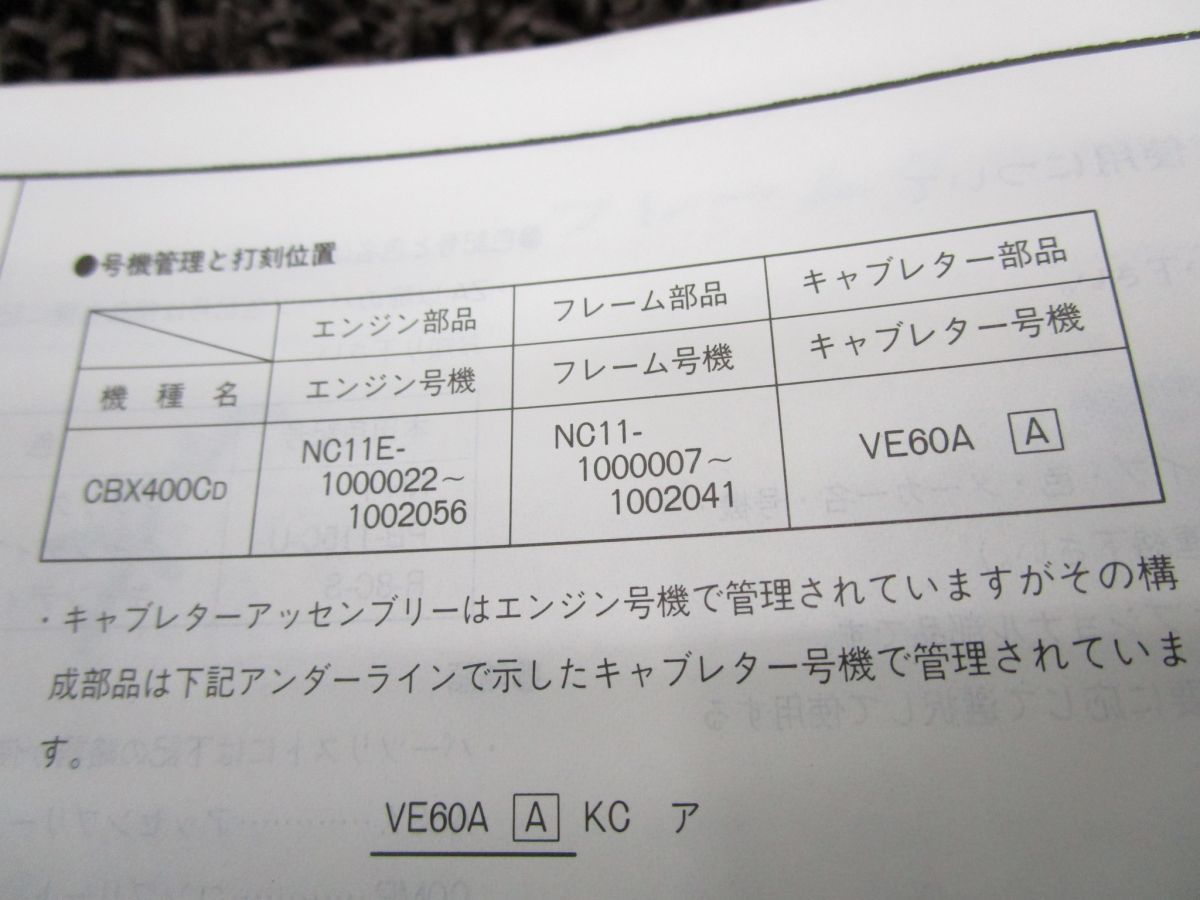 ●号機管理と打刻位置
エンジン部品 フレーム部品 キャブレター部品
機種名 エンジン号機 フレーム号機 キャブレター号機
CBX400CD NC11E- NC11- VE60A A
1000022～ 1000007～
1002056 1002041
・キャブレターアッセンブリーはエンジン号機で管理されていますがその構
成部品は下記アンダーラインで示したキャブレター号機で管理されていま
す。
VE60A A KC ア